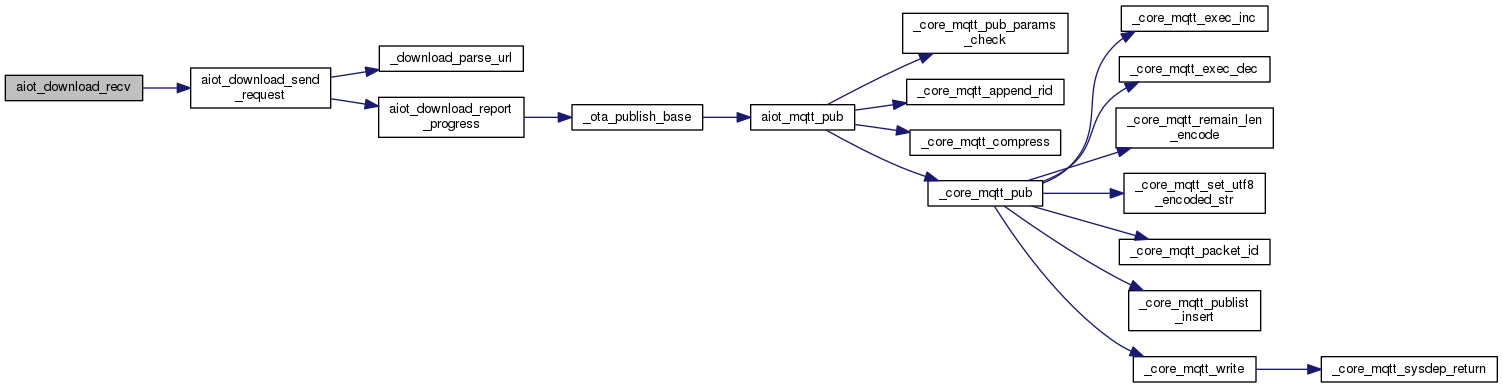 aiot_download_recv
aiot_download_send
_request
_download_parse_url
aiot_download_report
_progress
_ota_publish_base
aiot_mqtt_pub
_core_mqtt_pub_params
_check
_core_mqtt_append_rid
_core_mqtt_compress
_core_mqtt_pub
_core_mqtt_exec_inc
_core_mqtt_exec_dec
_core_mqtt_remain_len
_encode
_core_mqtt_set_utf8
_encoded_str
_core_mqtt_packet_id
_core_mqtt_publist
_insert
_core_mqtt_write
_core_mqtt_sysdep_return